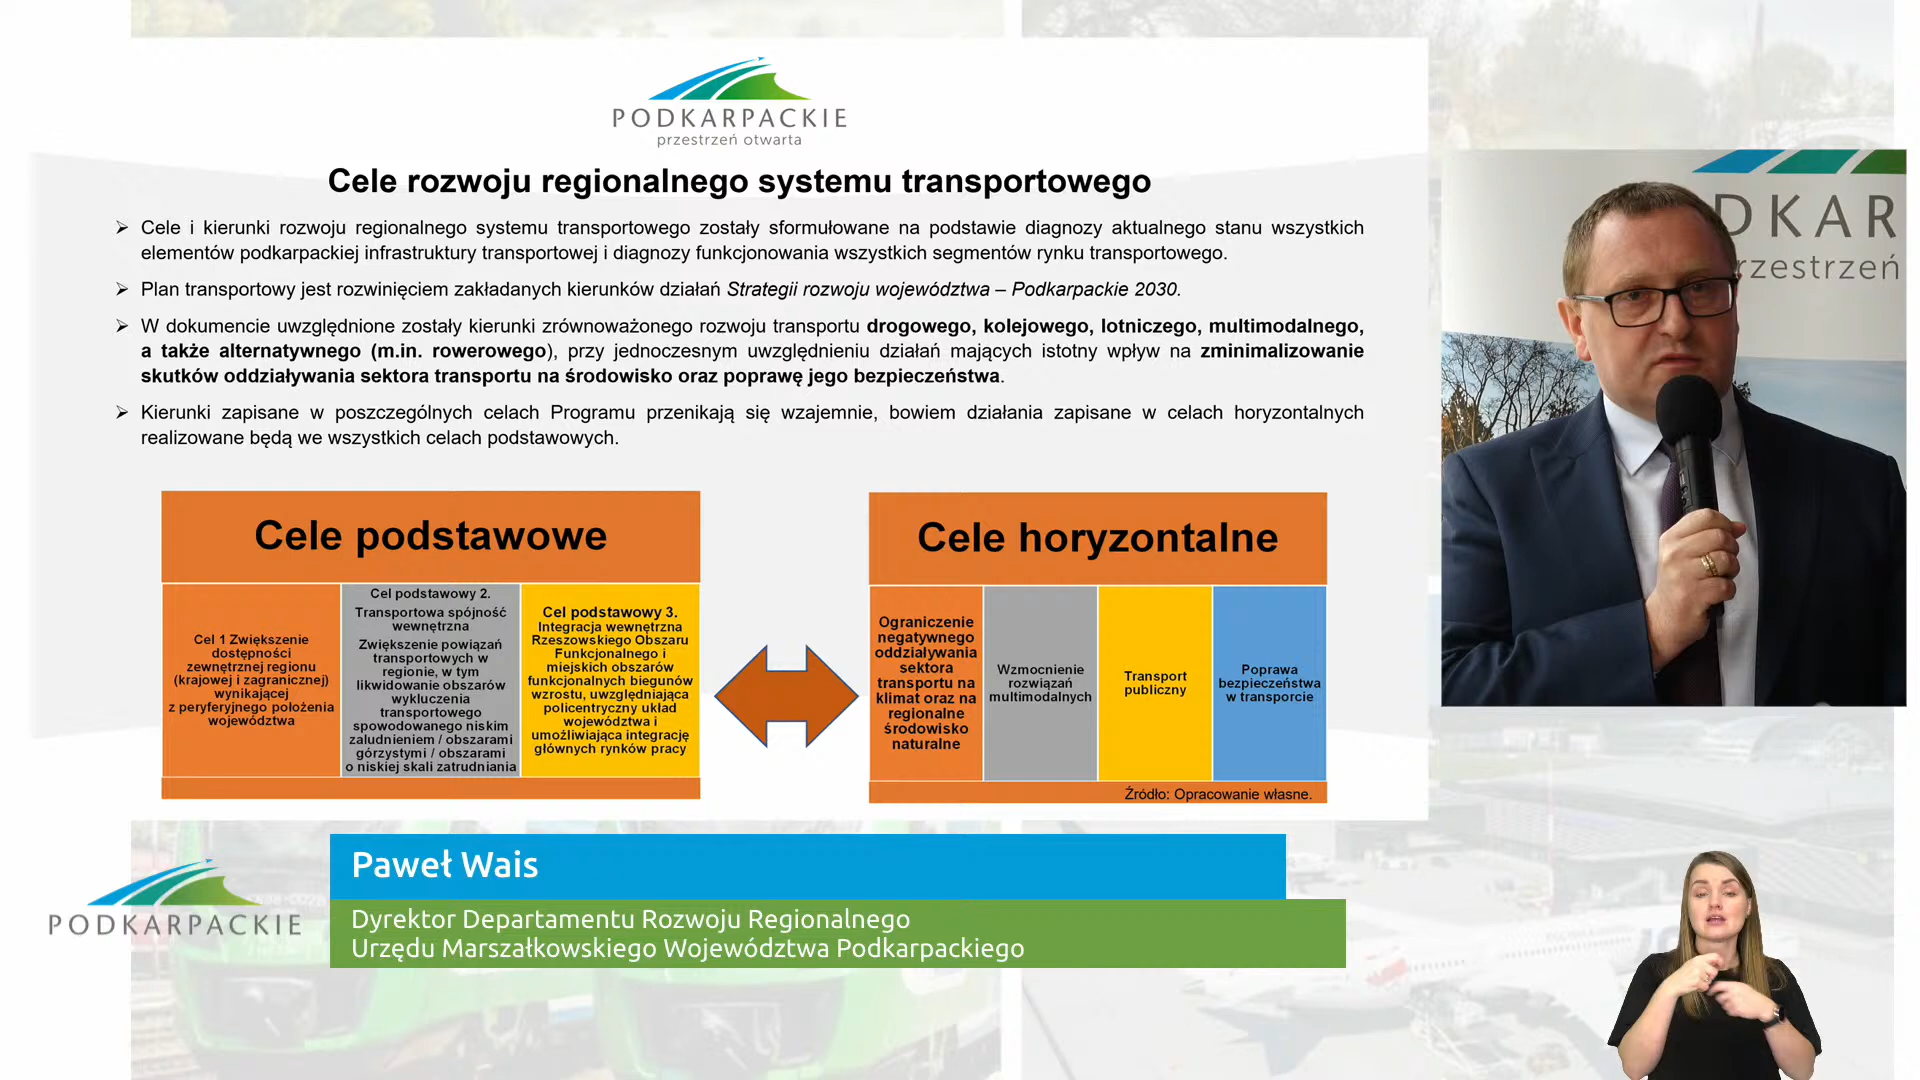 PODKARPACKIE
przestrzeń otwarta
Cele rozwoju regionalnego systemu transportowego
Cele i kierunki rozwoju regionalnego systemu transportowego zostały sformułowane na podstawie diagnozy aktualnego stanu wszystkich
elementów podkarpackiej infrastruktury transportowej i diagnozy funkcjonowania wszystkich segmentów rynku transportowego.
Plan transportowy jest rozwinięciem zakładanych kierunków działań Strategii rozwoju województwa – Podkarpackie 2030.
W dokumencie uwzględnione zostały kierunki zrównoważonego rozwoju transportu drogowego, kolejowego, lotniczego, multimodalnego,
a także alternatywnego (m.in. rowerowego), przy jednoczesnym uwzględnieniu działań mających istotny wpływ na zminimalizowanie
skutków oddziaływania sektora transportu na środowisko oraz poprawę jego bezpieczeństwa.
Kierunki zapisane w poszczególnych celach Programu przenikają się wzajemnie, bowiem działania zapisane w celach horyzontalnych
realizowane będą we wszystkich celach podstawowych.
Cele podstawowe
Cel 1 Zwiększenie
dostępności
zewnętrznej regionu
(krajowej i zagranicznej)
wynikającej
z peryferyjnego położenia
województwa
Cel podstawowy 2.
Transportowa spójność
wewnętrzna
Zwiększenie powiązań
transportowych w
regionie, w tym
likwidowanie obszarów
wykluczenia
transportowego
spowodowanego niskim
zaludnieniem / obszarami
górzystymi / obszarami
o niskiej skali zatrudniania
Cel podstawowy 3.
Integracja wewnętrzna
Rzeszowskiego Obszaru
Funkcjonalnego i
miejskich obszarów
funkcjonalnych biegunów
wzrostu, uwzględniająca
policentryczny układ
województwa i
umożliwiająca integrację
głównych rynków pracy
Cele horyzontalne
Ograniczenie
negatywnego
oddziaływania
sektora
transportu na
klimat oraz na
regionalne
środowisko
naturalne
Wzmocnienie
rozwiązań
multimodalnych
Transport
publiczny
Poprawa
bezpieczeństwa
w transporcie
Źródło: Opracowanie własne.
DKAR
rzestrzeń
PODKARPACKIE
Paweł Wais
Dyrektor Departamentu Rozwoju Regionalnego
Urzędu Marszałkowskiego Województwa Podkarpackiego